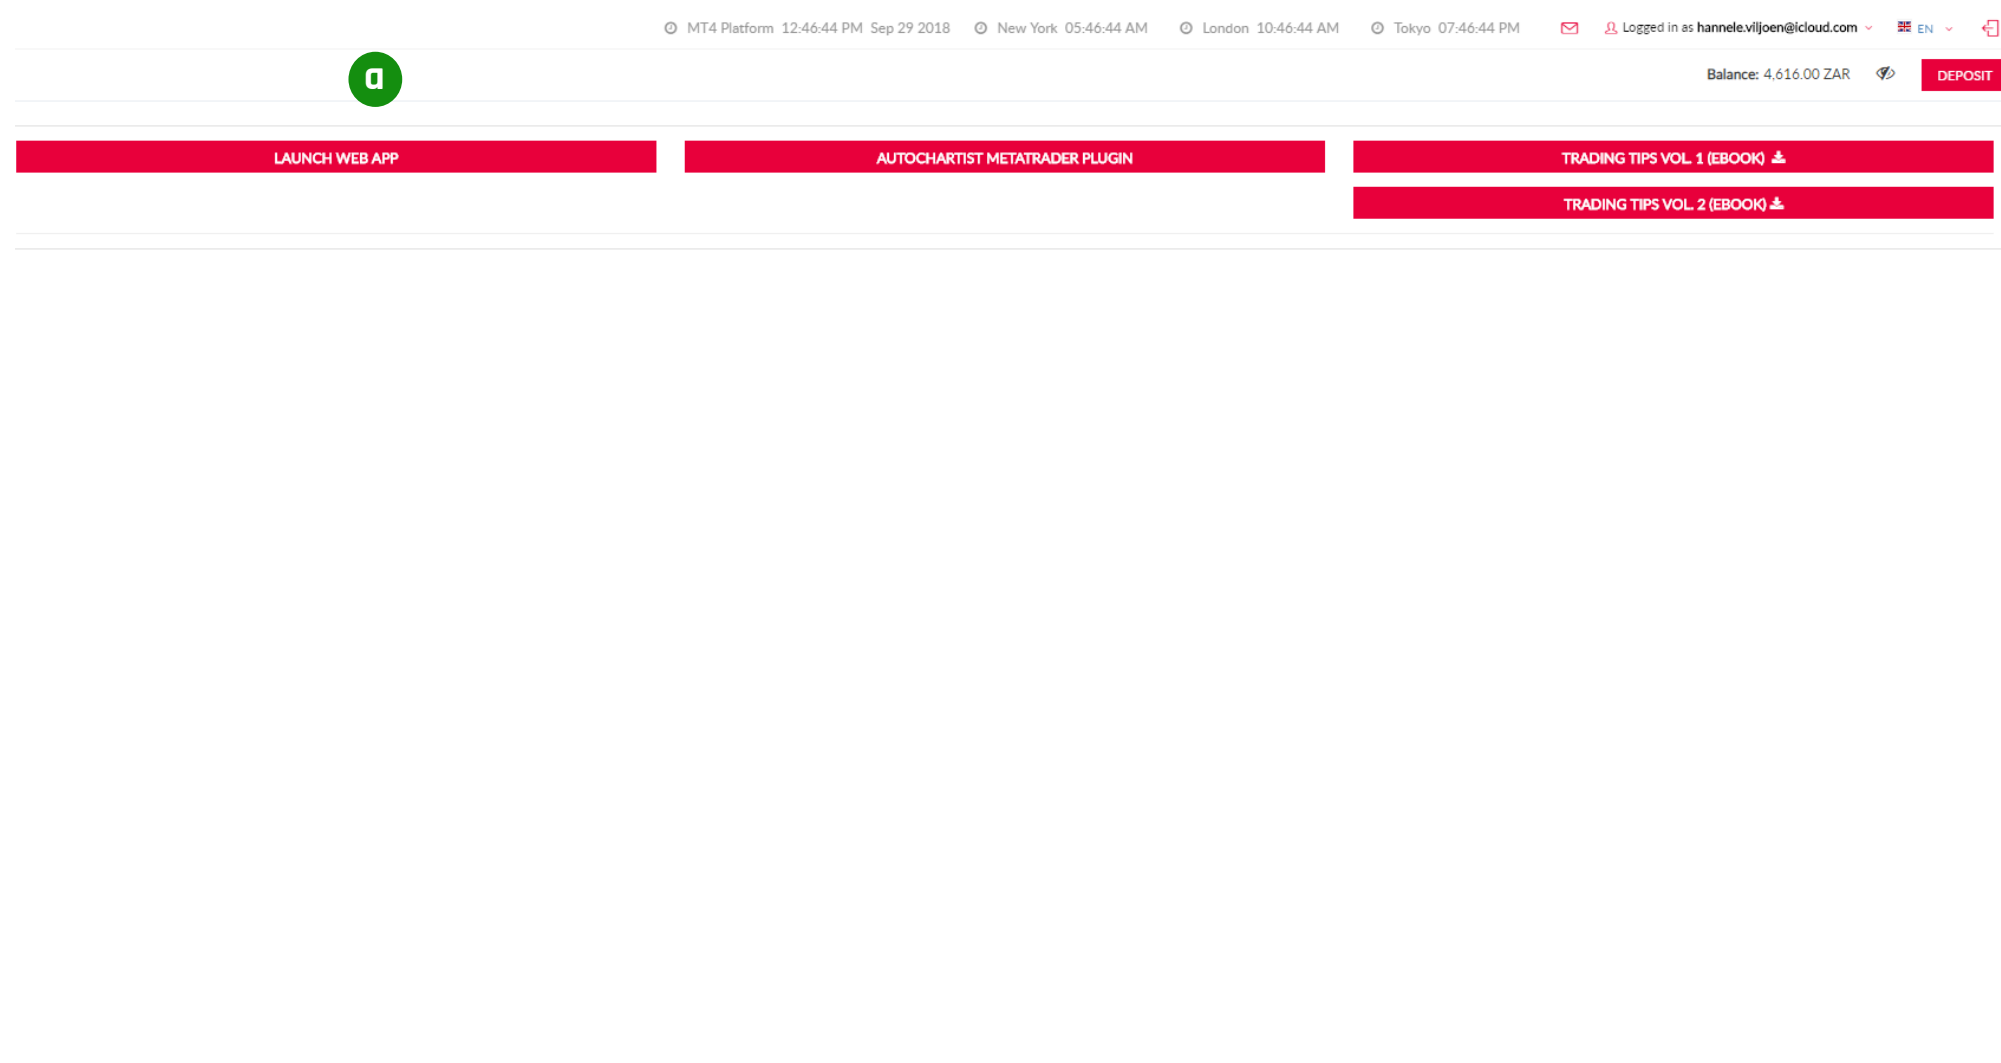 MT4 Platform 12:46:44 PM Sep 29 2018 New York 05:46:44 AM London 10:46:44 AM Tokyo 07:46:44 PM Logged in as hannele.viljoen@icloud.com EN
a
Balance: 4,616.00 ZAR DEPOSIT
LAUNCH WEB APP
AUTOCHARTIST METATRADER PLUGIN
TRADING TIPS VOL. 1 (EBOOK)
TRADING TIPS VOL. 2 (EBOOK)